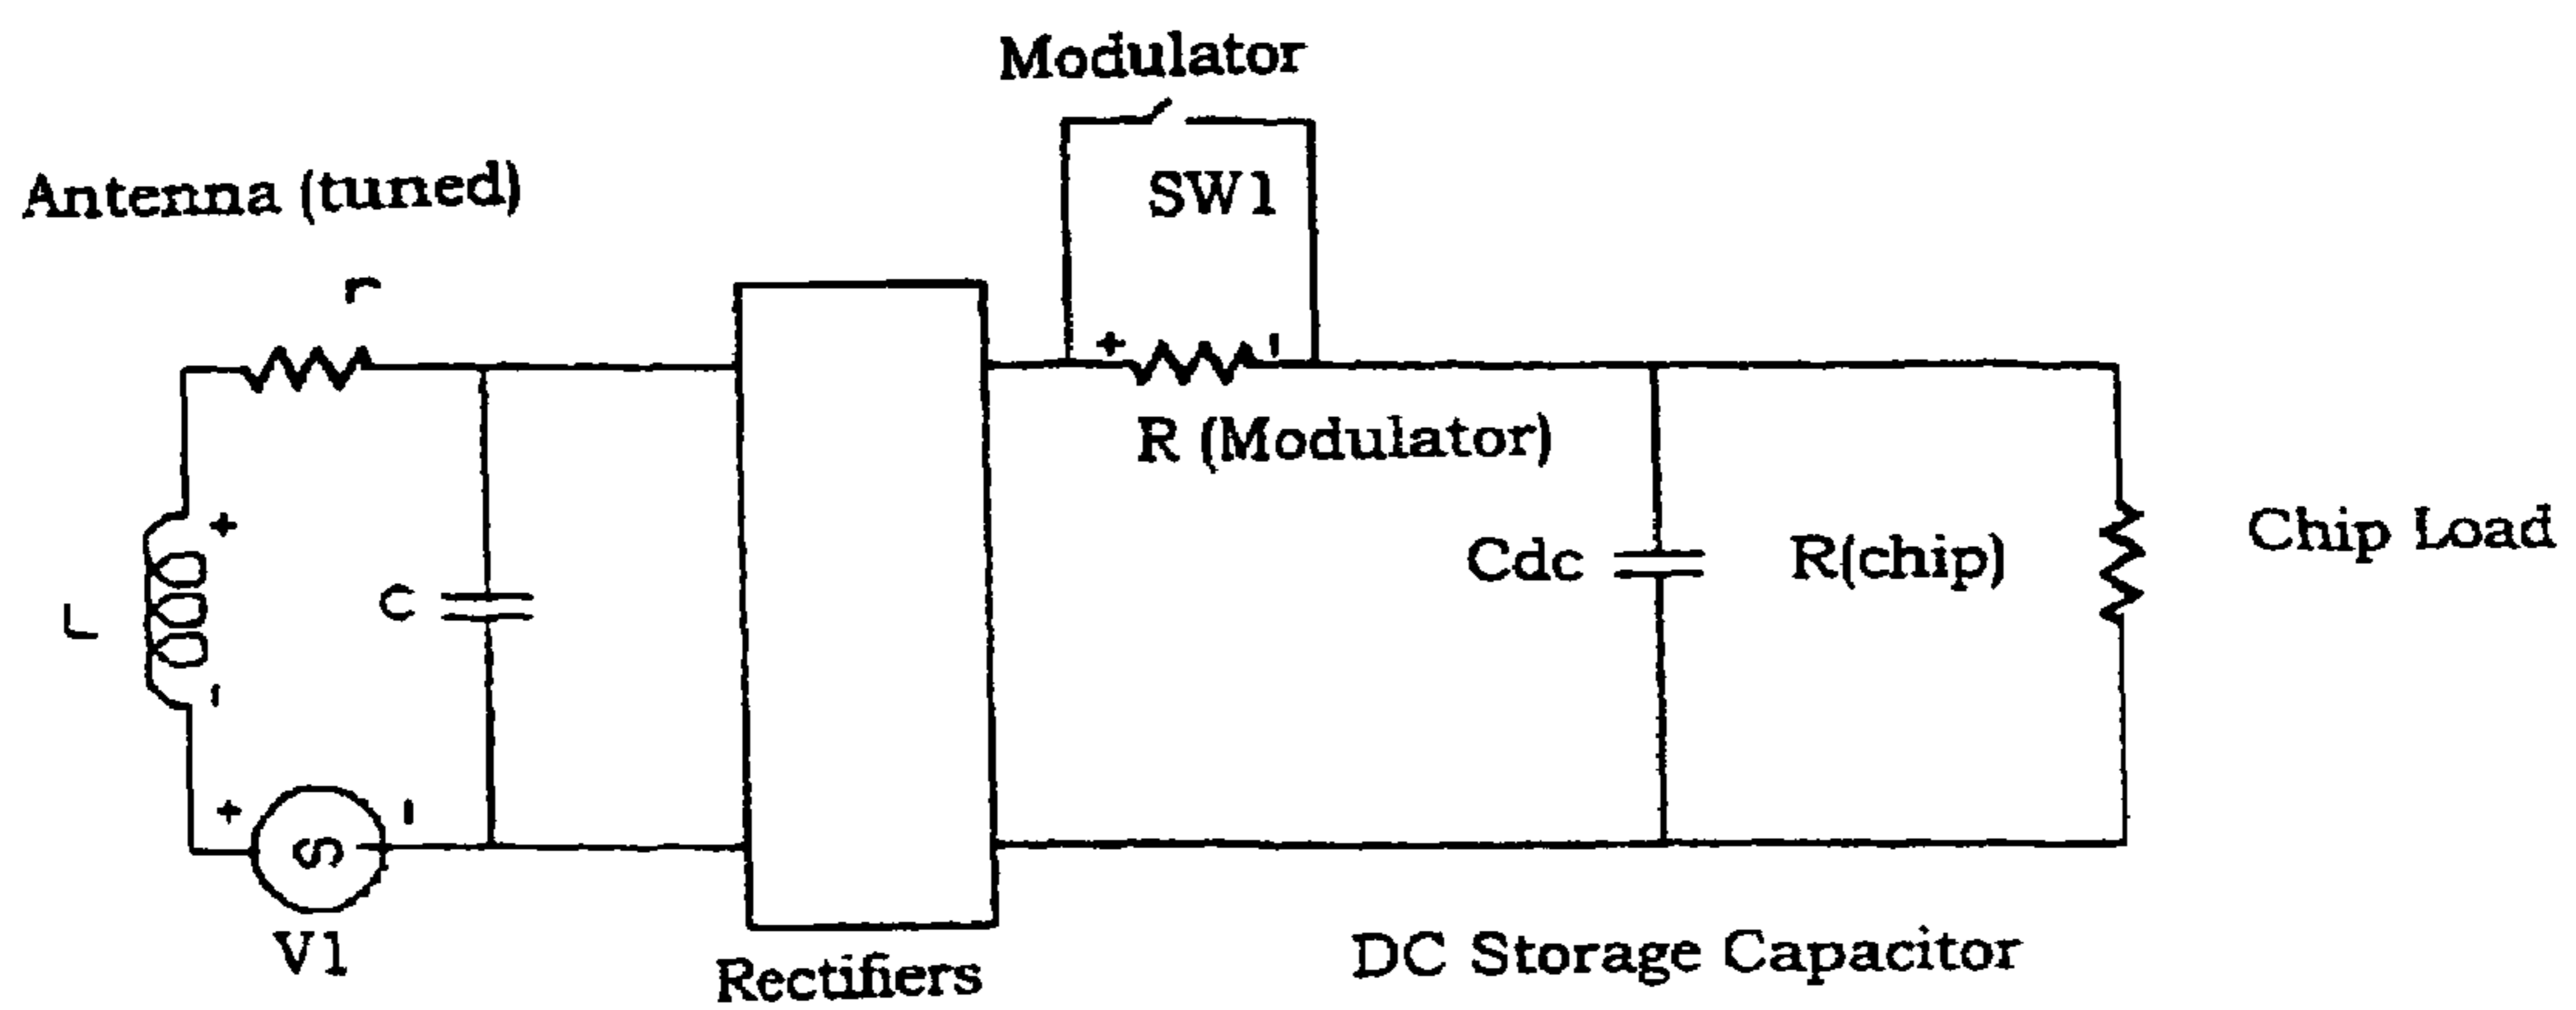 Modulator
SW1
Antenna (tuned)
r
+ -
R (Modulator)
+
L
-
C
Cdc
R(chip)
Chip Load
+ -
S
V1
Rectifiers
DC Storage Capacitor